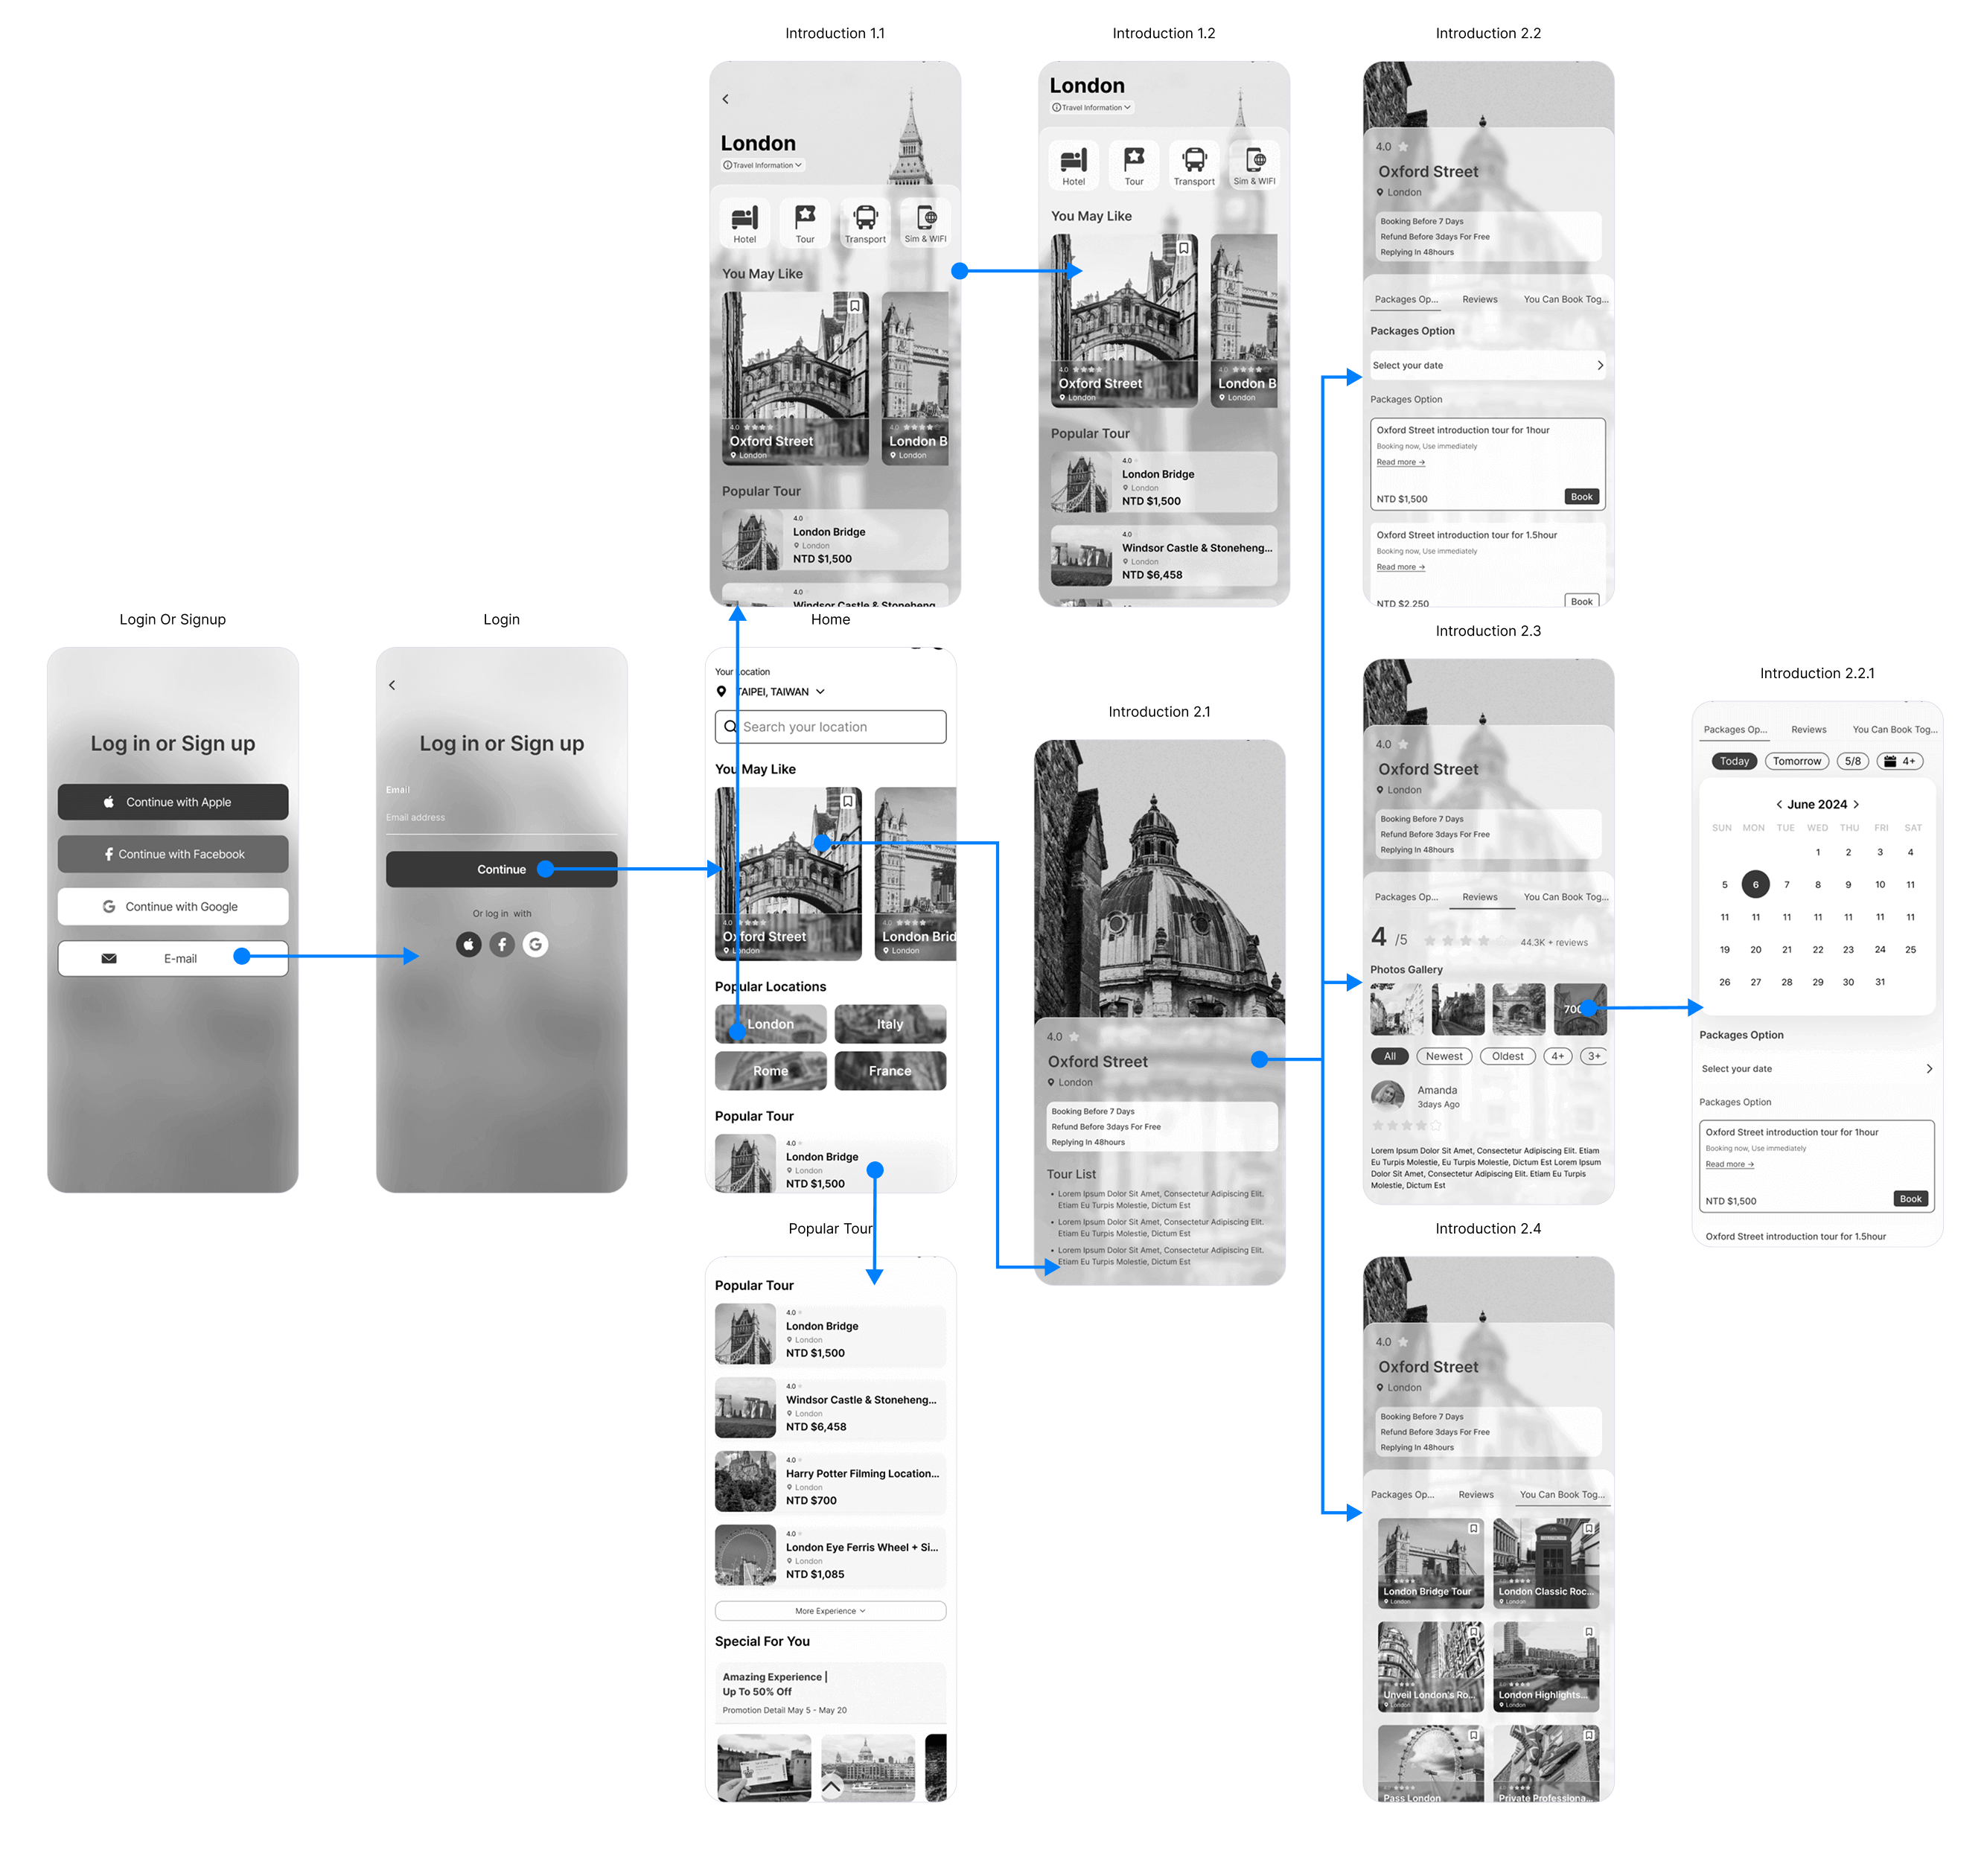 Introduction 1.1
London
Travel Information
Hotel
Tour
Transport
Sim & WIFI
You May Like
4.0
Oxford Street
London
4.0
London B
London
Popular Tour
4.0
London Bridge
London
NTD $1,500
4.0
Windsor Castle & Stoneheng...
Introduction 1.2
London
Travel Information
Hotel
Tour
Transport
Sim & WIFI
You May Like
4.0
Oxford Street
London
4.0
London B
London
Popular Tour
4.0
London Bridge
London
NTD $1,500
4.0
Windsor Castle & Stoneheng...
London
NTD $6,458
Introduction 2.2
4.0
Oxford Street
London
Booking Before 7 Days
Refund Before 3days For Free
Replying In 48hours
Packages Op...
Reviews
You Can Book Tog...
Packages Option
Select your date
Packages Option
Oxford Street introduction tour for 1hour
Booking now, Use immediately
Read more →
NTD $1,500
Book
Oxford Street introduction tour for 1.5hour
Booking now, Use immediately
Read more →
NTD $2,250
Book
Login Or Signup
Log in or Sign up
Continue with Apple
Continue with Facebook
Continue with Google
E-mail
Login
Log in or Sign up
Email
Email address
Continue
Or log in with
Home
Your Location
TAIPEI, TAIWAN
Search your location
You May Like
4.0
Oxford Street
London
4.0
London Brid
London
Popular Locations
London
Italy
Rome
France
Popular Tour
4.0
London Bridge
London
NTD $1,500
Popular Tour
Popular Tour
4.0
London Bridge
London
NTD $1,500
4.0
Windsor Castle & Stoneheng...
London
NTD $6,458
4.0
Harry Potter Filming Location...
London
NTD $700
4.0
London Eye Ferris Wheel + Si...
London
NTD $1,085
More Experience
Special For You
Amazing Experience |
Up To 50% Off
Promotion Detail May 5 - May 20
Introduction 2.1
4.0
Oxford Street
London
Booking Before 7 Days
Refund Before 3days For Free
Replying In 48hours
Tour List
• Lorem Ipsum Dolor Sit Amet, Consectetur Adipiscing Elit.
Etiam Eu Turpis Molestie, Dictum Est
• Lorem Ipsum Dolor Sit Amet, Consectetur Adipiscing Elit.
Etiam Eu Turpis Molestie, Dictum Est
• Lorem Ipsum Dolor Sit Amet, Consectetur Adipiscing Elit.
Etiam Eu Turpis Molestie, Dictum Est
Introduction 2.3
4.0
Oxford Street
London
Booking Before 7 Days
Refund Before 3days For Free
Replying In 48hours
Packages Op...
Reviews
You Can Book Tog...
4 /5
44.3K + reviews
Photos Gallery
All
Newest
Oldest
4+
3+
Amanda
3days Ago
Lorem Ipsum Dolor Sit Amet, Consectetur Adipiscing Elit. Etiam
Eu Turpis Molestie, Eu Turpis Molestie, Dictum Est Lorem Ipsum
Dolor Sit Amet, Consectetur Adipiscing Elit. Etiam Eu Turpis
Molestie, Dictum Est
Introduction 2.2.1
Packages Op...
Reviews
You Can Book Tog...
Today
Tomorrow
5/8
4+
June 2024
SUN MON TUE WED THU FRI SAT
1 2 3 4
5 6 7 8 9 10 11
11 11 11 11 11 11 11
19 20 21 22 23 24 25
26 27 28 29 30 31
Packages Option
Select your date
Packages Option
Oxford Street introduction tour for 1hour
Booking now, Use immediately
Read more →
NTD $1,500
Book
Oxford Street introduction tour for 1.5hour
Introduction 2.4
4.0
Oxford Street
London
Booking Before 7 Days
Refund Before 3days For Free
Replying In 48hours
Packages Op...
Reviews
You Can Book Tog...
London Bridge Tour
London
London Classic Roc...
London
Unveil London's Ro...
London
London Highlights...
London
Pass London
Private Professiona...